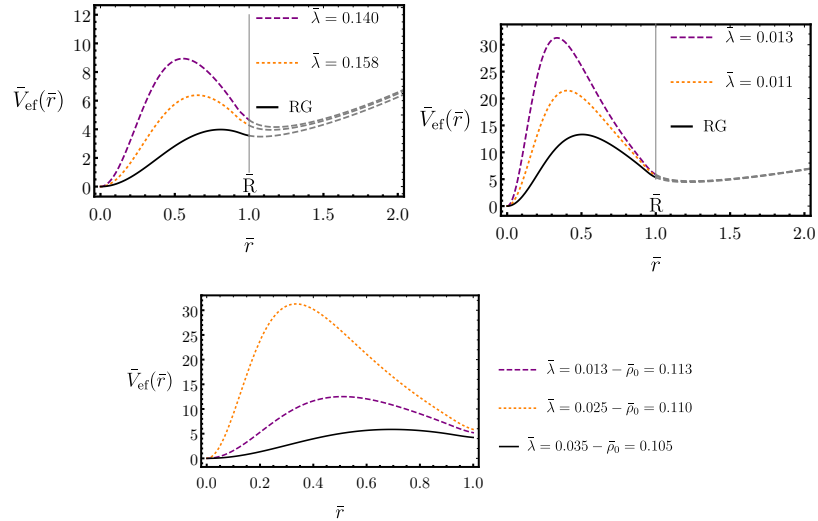 12
10
8
6
4
2
0
V̄ef(r̄)
λ̄ = 0.140
λ̄ = 0.158
RG
R̄
0.0 0.5 1.0 1.5 2.0
r̄
30
25
20
15
10
5
0
V̄ef(r̄)
λ̄ = 0.013
λ̄ = 0.011
RG
R̄
0.0 0.5 1.0 1.5 2.0
r̄
30
25
20
15
10
5
0
V̄ef(r̄)
0.0 0.2 0.4 0.6 0.8 1.0
r̄
λ̄ = 0.013 − ρ̄0 = 0.113
λ̄ = 0.025 − ρ̄0 = 0.110
λ̄ = 0.035 − ρ̄0 = 0.105